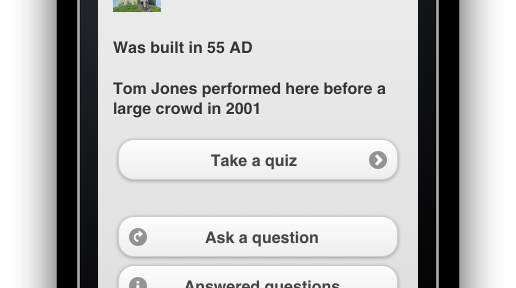 Was built in 55 AD
Tom Jones performed here before a
large crowd in 2001
Take a quiz
Ask a question
Answered questions